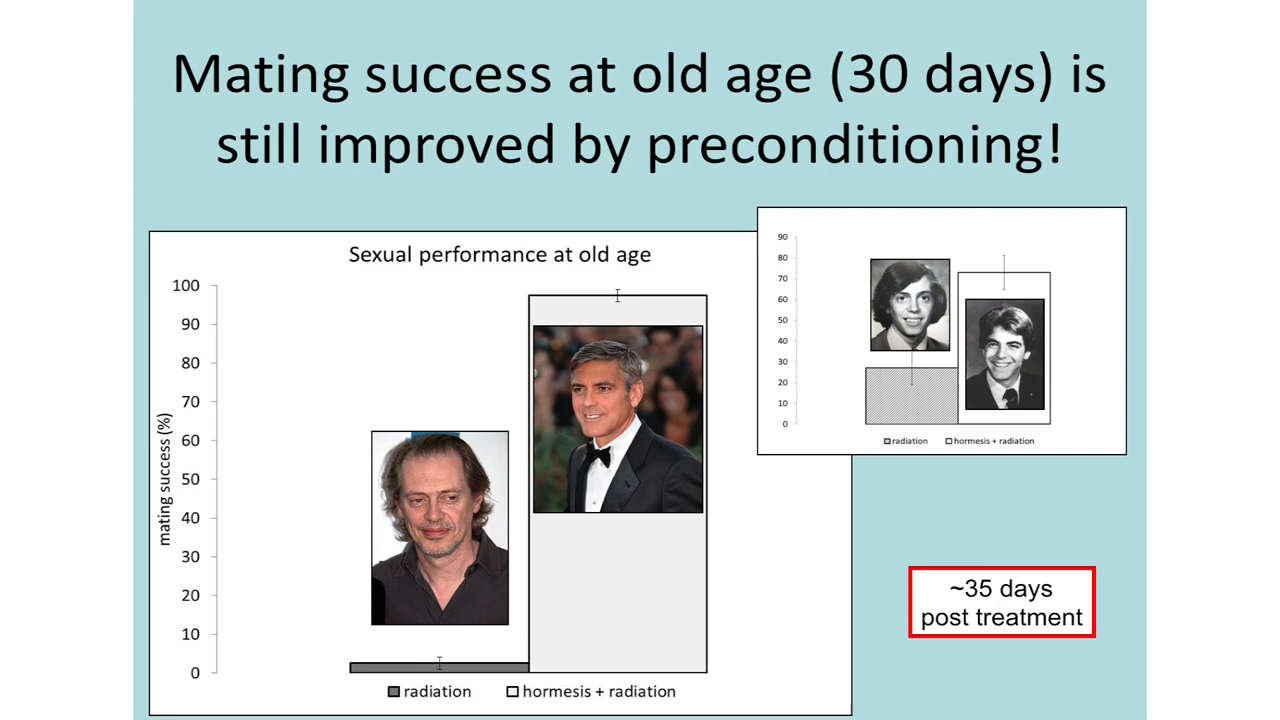 Mating success at old age (30 days) is
still improved by preconditioning!
Sexual performance at old age
100
90
80
70
60
50
40
30
20
10
0
mating success (%)
radiation
hormesis + radiation
90
80
70
60
50
40
30
20
10
0
radiation
hormesis + radiation
~35 days
post treatment